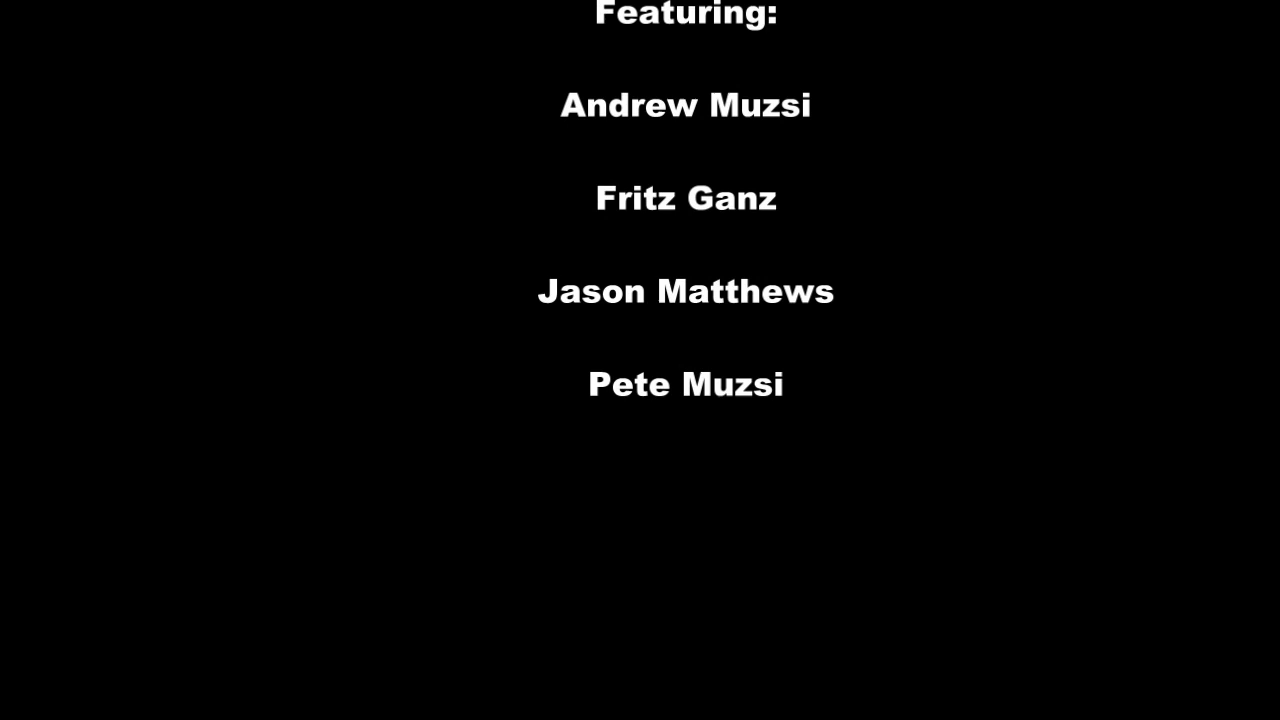 Featuring:
Andrew Muzsi
Fritz Ganz
Jason Matthews
Pete Muzsi